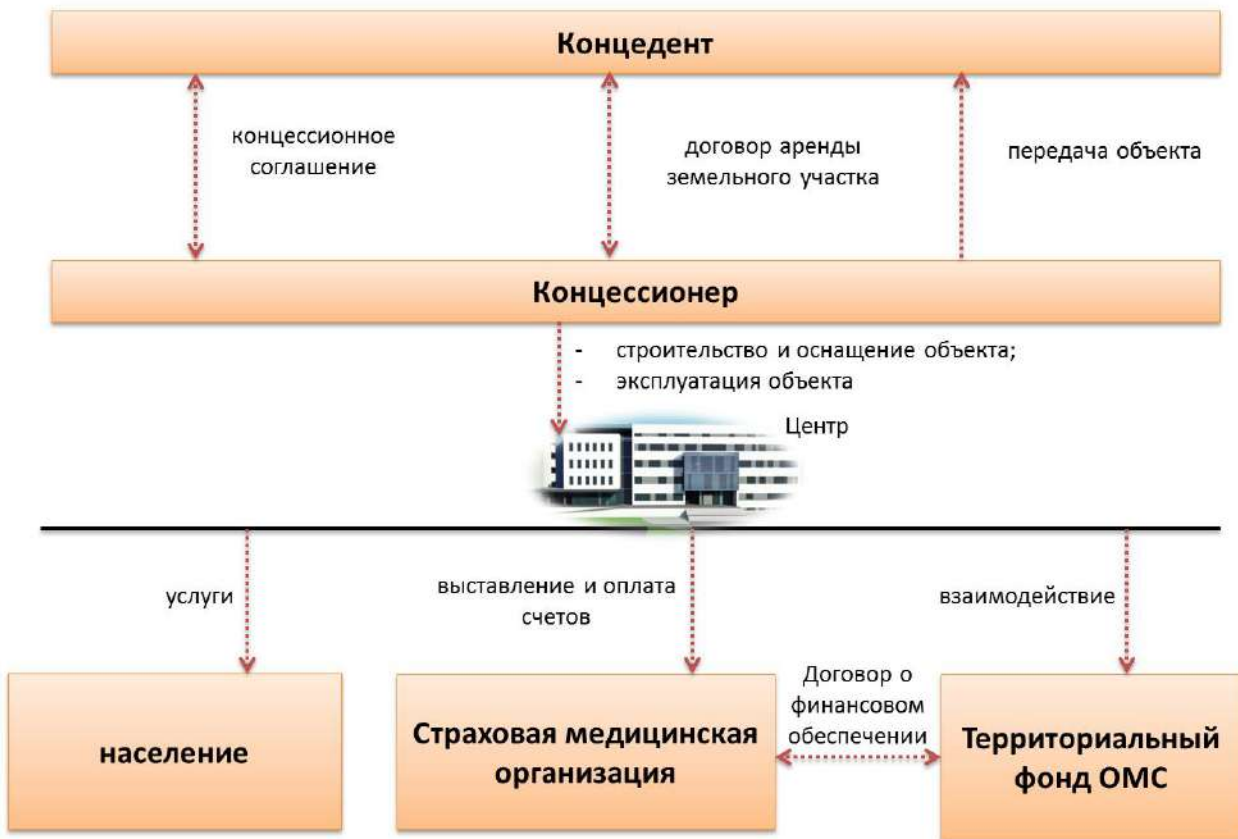 Концедент
концессионное
соглашение
договор аренды
земельного участка
передача объекта
Концессионер
- строительство и оснащение объекта;
- эксплуатация объекта
Центр
услуги
выставление и оплата
счетов
взаимодействие
население
Страховая медицинская
организация
Договор о
финансовом
обеспечении
Территориальный
фонд ОМС